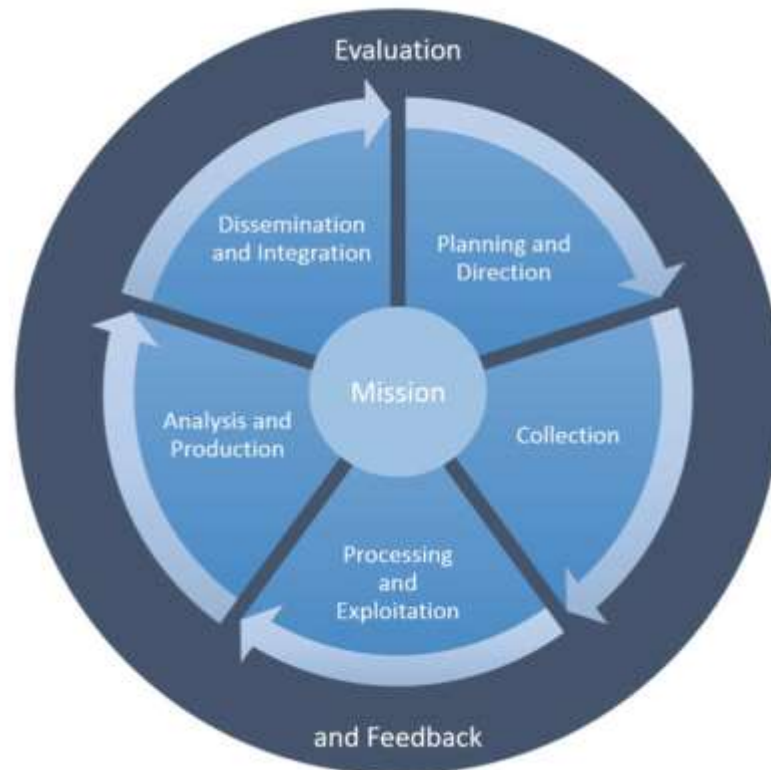 Evaluation
Dissemination
and Integration
Planning and
Direction
Mission
Analysis and
Production
Collection
Processing
and
Exploitation
and Feedback